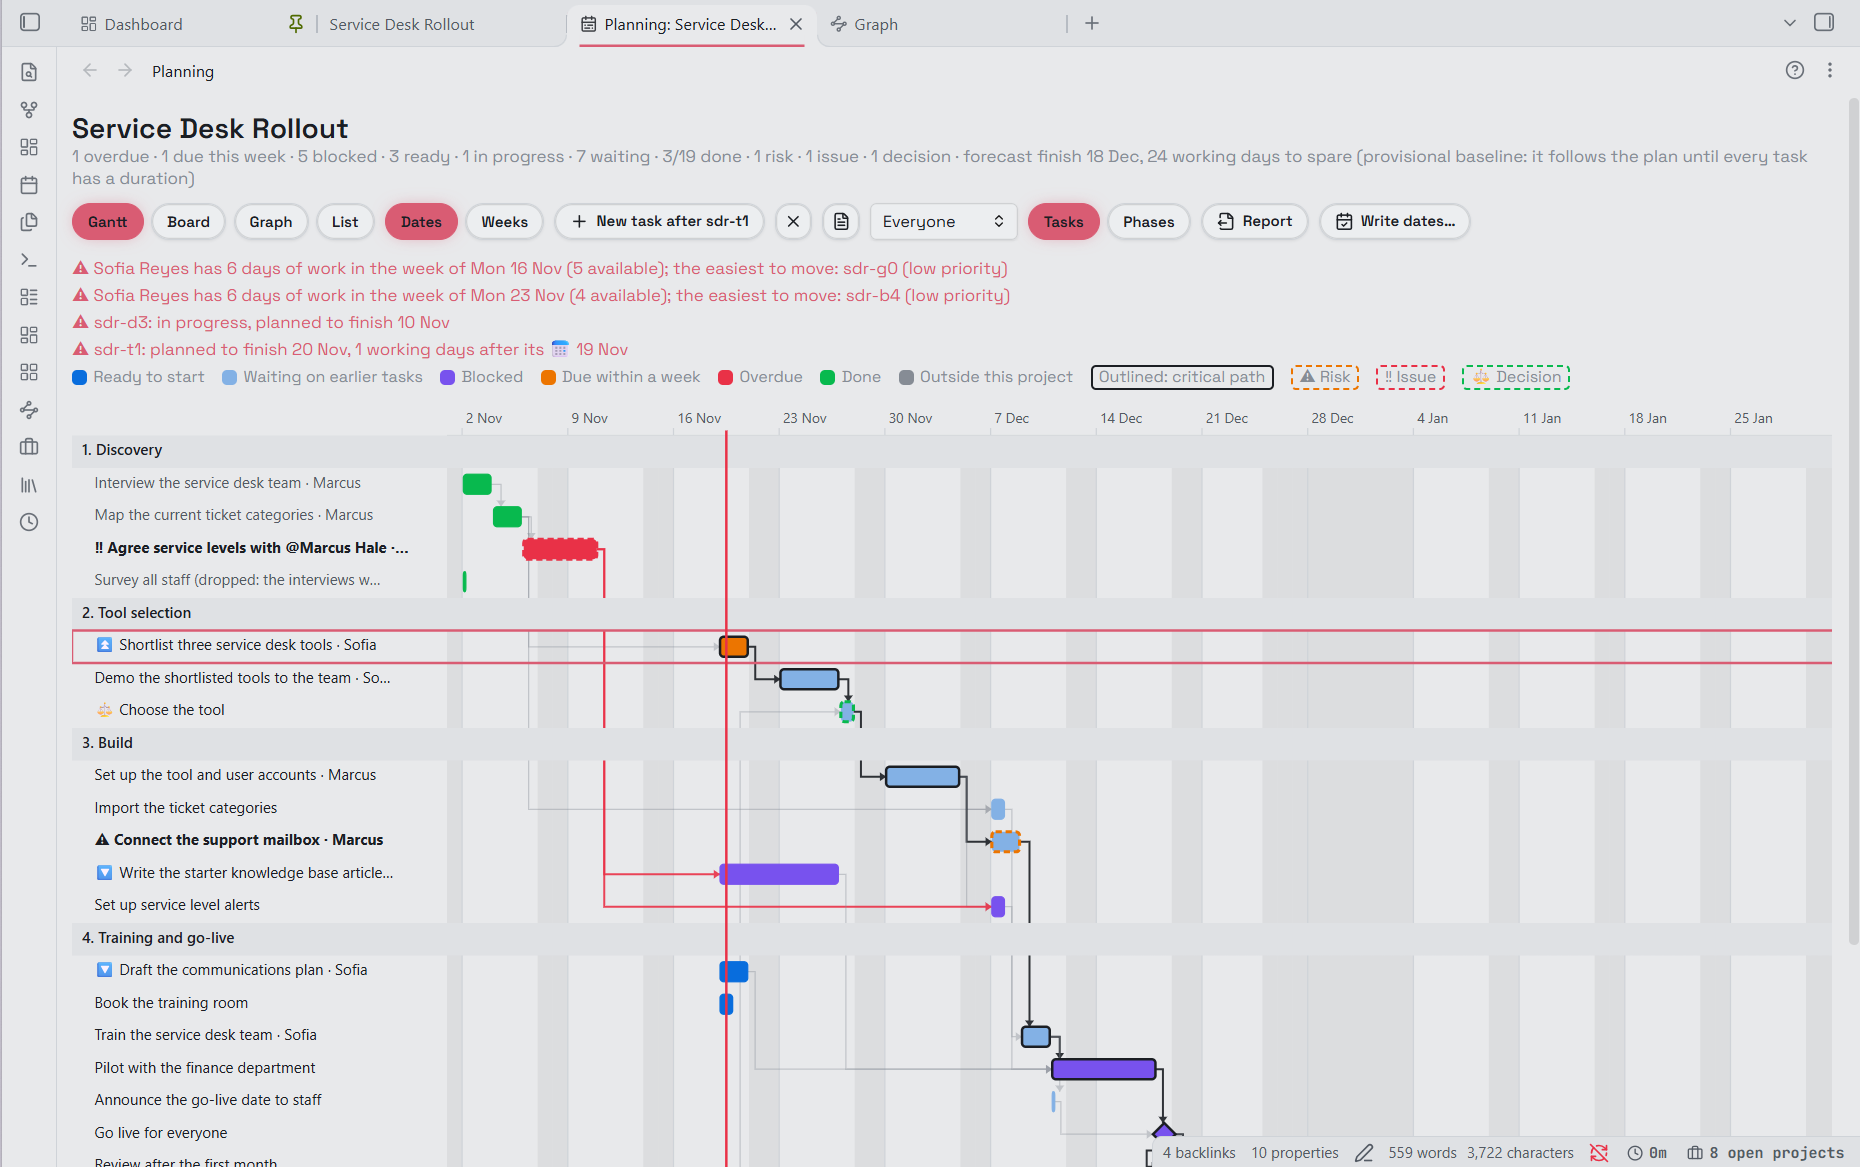 Dashboard
Service Desk Rollout
Planning: Service Desk...
Graph
Planning
Service Desk Rollout
1 overdue · 1 due this week · 5 blocked · 3 ready · 1 in progress · 7 waiting · 3/19 done · 1 risk · 1 issue · 1 decision · forecast finish 18 Dec, 24 working days to spare (provisional baseline: it follows the plan until every task
has a duration)
Gantt
Board
Graph
List
Dates
Weeks
New task after sdr-t1
Everyone
Tasks
Phases
Report
Write dates...
Sofia Reyes has 6 days of work in the week of Mon 16 Nov (5 available); the easiest to move: sdr-g0 (low priority)
Sofia Reyes has 6 days of work in the week of Mon 23 Nov (4 available); the easiest to move: sdr-b4 (low priority)
sdr-d3: in progress, planned to finish 10 Nov
sdr-t1: planned to finish 20 Nov, 1 working days after its 📅 19 Nov
Ready to start
Waiting on earlier tasks
Blocked
Due within a week
Overdue
Done
Outside this project
Outlined: critical path
⚠ Risk
‼ Issue
⚖ Decision
2 Nov
9 Nov
16 Nov
23 Nov
30 Nov
7 Dec
14 Dec
21 Dec
28 Dec
4 Jan
11 Jan
18 Jan
25 Jan
1. Discovery
Interview the service desk team · Marcus
Map the current ticket categories · Marcus
‼ Agree service levels with @Marcus Hale ·...
Survey all staff (dropped: the interviews w...
2. Tool selection
⏫ Shortlist three service desk tools · Sofia
Demo the shortlisted tools to the team · So...
⚖ Choose the tool
3. Build
Set up the tool and user accounts · Marcus
Import the ticket categories
⚠ Connect the support mailbox · Marcus
🔽 Write the starter knowledge base article...
Set up service level alerts
4. Training and go-live
🔽 Draft the communications plan · Sofia
Book the training room
Train the service desk team · Sofia
Pilot with the finance department
Announce the go-live date to staff
Go live for everyone
Review after the first month
4 backlinks
10 properties
559 words
3,722 characters
0m
8 open projects